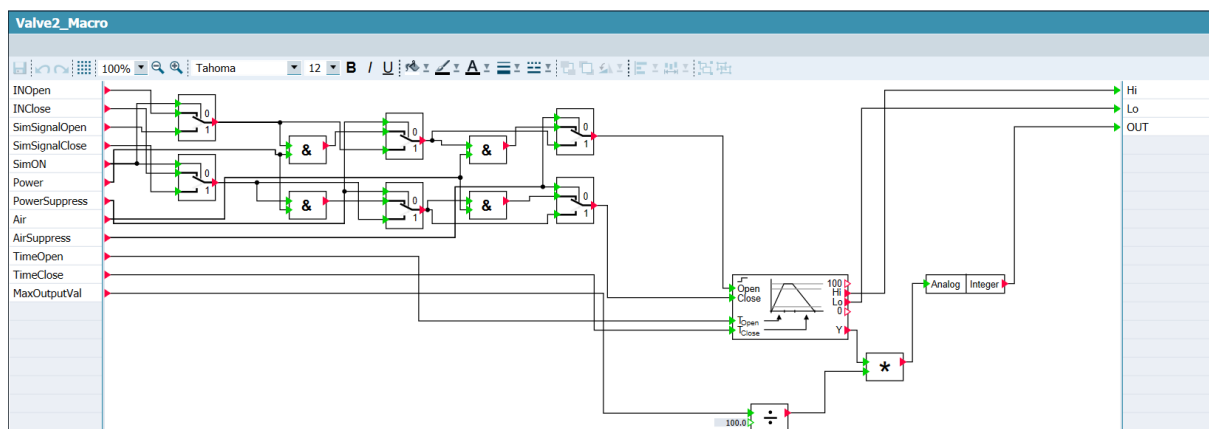 Valve2_Macro
100% Tahoma 12 B I U A
INOpen
INClose
SimSignalOpen
SimSignalClose
SimON
Power
PowerSuppress
Air
AirSuppress
TimeOpen
TimeClose
MaxOutputVal
0
1
0
1
&
&
0
1
0
1
&
&
0
1
0
1
Open
Close
TOpen
TClose
100
Hi
Lo
0
Y
100.0
÷
*
Analog Integer
Hi
Lo
OUT